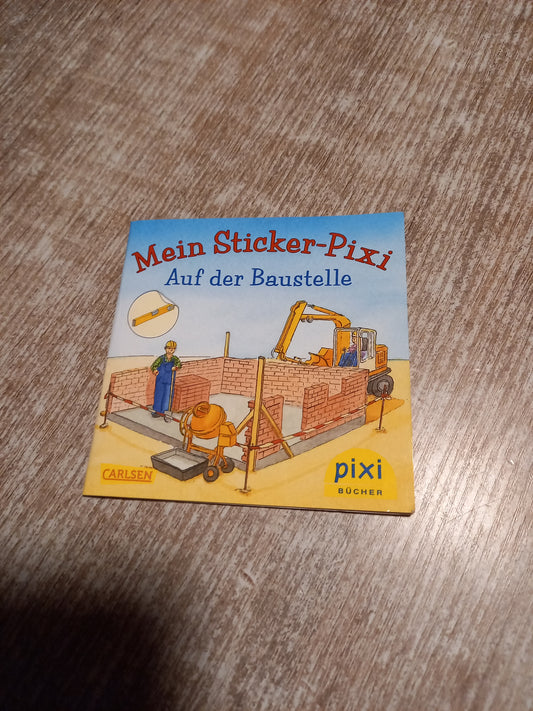 Mein Sticker-Pixi
Auf der Baustelle
CARLSEN
pixi
BÜCHER